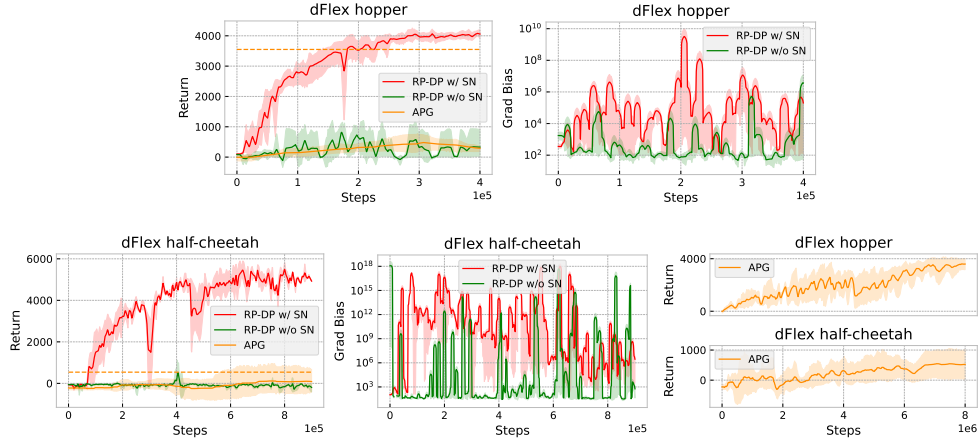 dFlex hopper
4000
3000
2000
1000
0
Return
RP-DP w/ SN
RP-DP w/o SN
APG
0 1 2 3 4
Steps
1e5
dFlex hopper
10^10
10^8
10^6
10^4
10^2
Grad Bias
RP-DP w/ SN
RP-DP w/o SN
0 1 2 3 4
Steps
1e5
dFlex half-cheetah
6000
4000
2000
0
Return
RP-DP w/ SN
RP-DP w/o SN
APG
0 2 4 6 8
Steps
1e5
dFlex half-cheetah
10^18
10^15
10^12
10^9
10^6
10^3
Grad Bias
RP-DP w/ SN
RP-DP w/o SN
0 2 4 6 8
Steps
1e5
dFlex hopper
4000
0
Return
APG
dFlex half-cheetah
1000
0
Return
APG
0 2 4 6 8
Steps
1e6